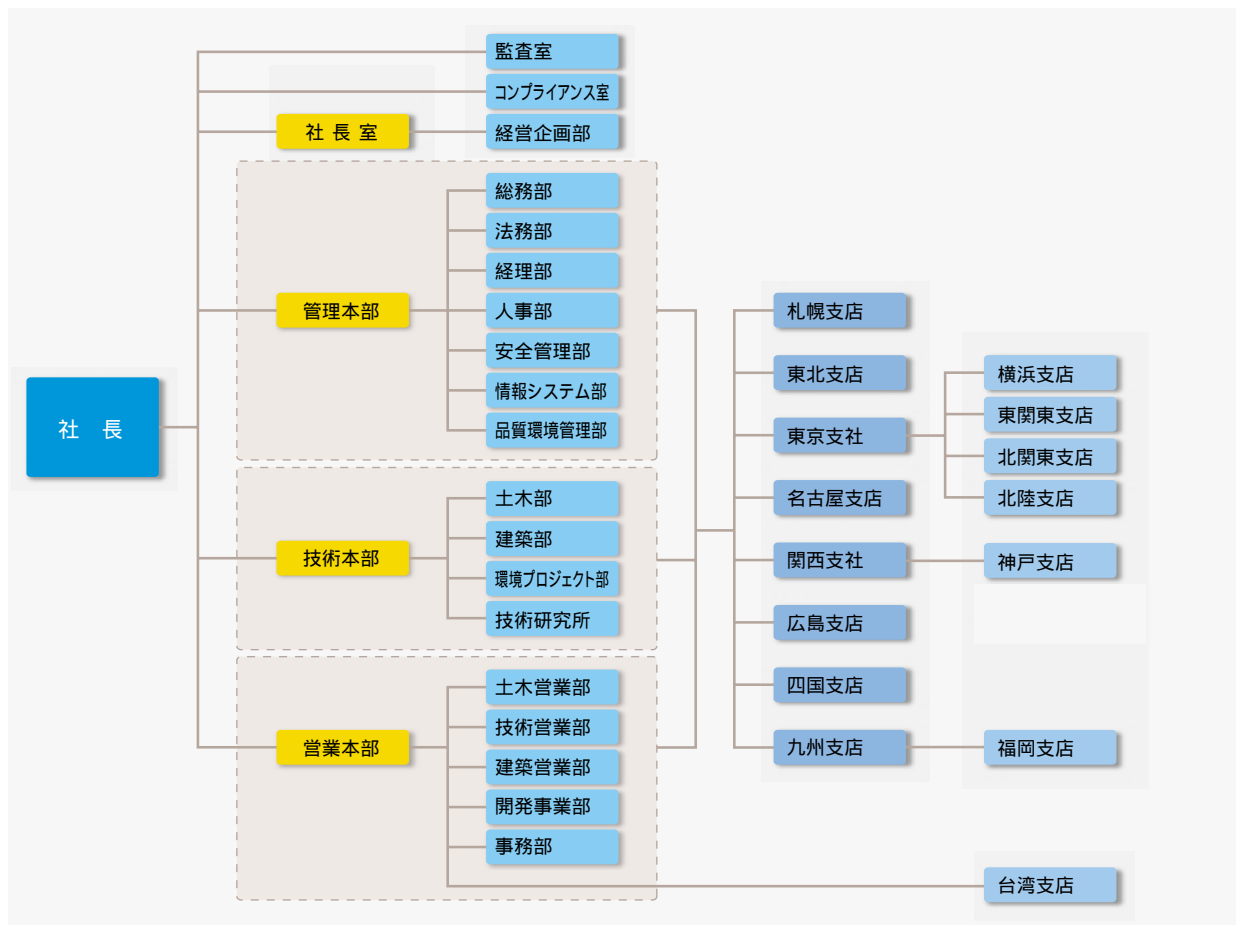 監査室
コンプライアンス室
社長室
経営企画部
総務部
法務部
経理部
管理本部
人事部
安全管理部
情報システム部
品質環境管理部
社 長
土木部
建築部
技術本部
環境プロジェクト部
技術研究所
土木営業部
技術営業部
営業本部
建築営業部
開発事業部
事務部
札幌支店
東北支店
東京支社
名古屋支店
関西支社
広島支店
四国支店
九州支店
横浜支店
東関東支店
北関東支店
北陸支店
神戸支店
福岡支店
台湾支店